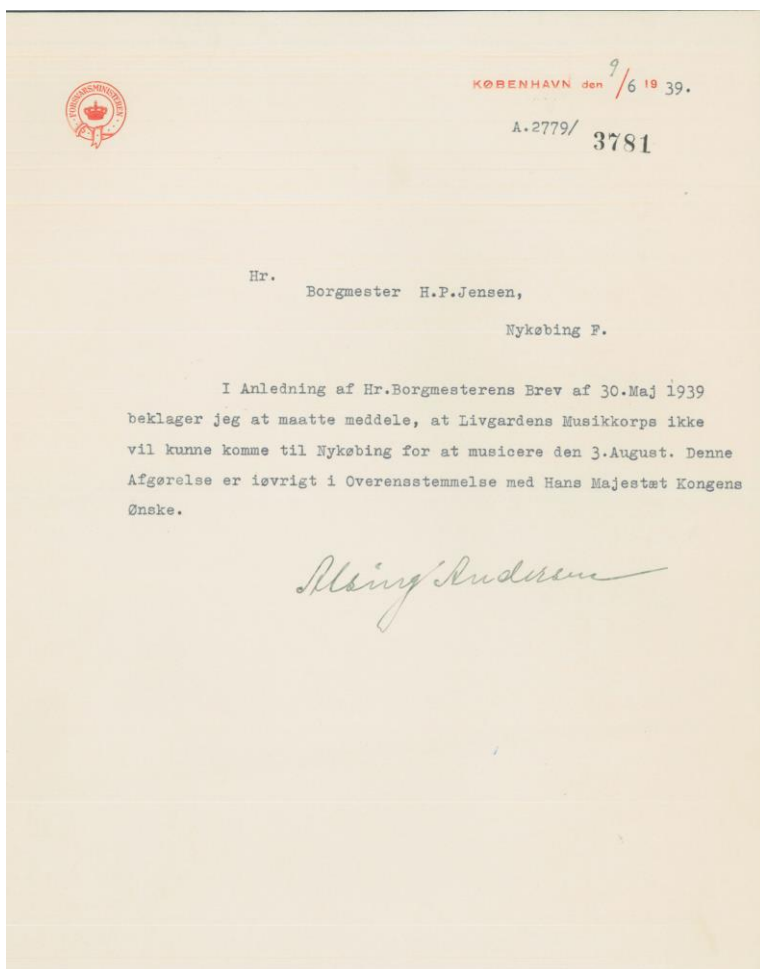 FORSVARSMINISTEREN
KØBENHAVN den 9/6 19 39.
A.2779/ 3781
Hr.
Borgmester H.P.Jensen,
Nykøbing F.
I Anledning af Hr.Borgmesterens Brev af 30.Maj 1939
beklager jeg at maatte meddele, at Livgardens Musikkorps ikke
vil kunne komme til Nykøbing for at musicere den 3.August. Denne
Afgørelse er iøvrigt i Overensstemmelse med Hans Majestæt Kongens
Ønske.
Alsing Andersen